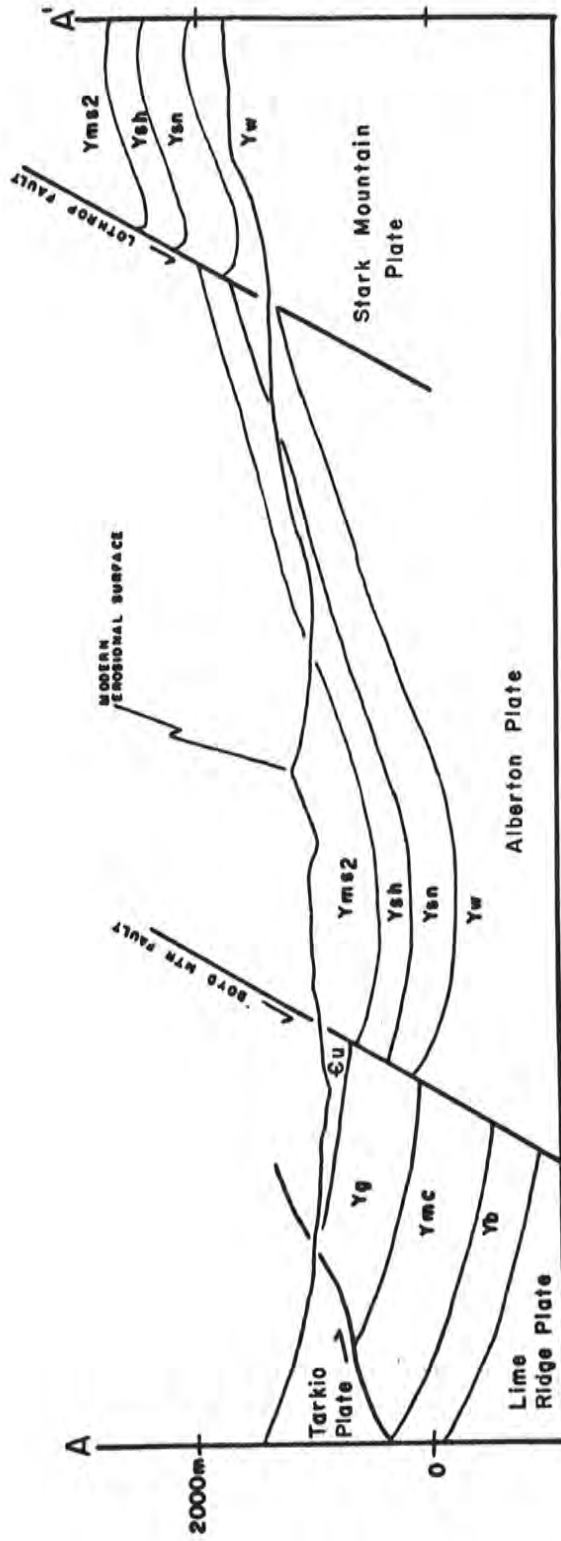 A
A'
2000m
0
MODERN
EROSIONAL SURFACE
BOYD MTN FAULT
LOTHROP FAULT
Tarkio
Plate
Lime
Ridge Plate
Alberton Plate
Stark Mountain
Plate
Єu
Yg
Ymc
Yb
Yms2
Ysh
Ysn
Yw
Yms2
Ysh
Ysn
Yw